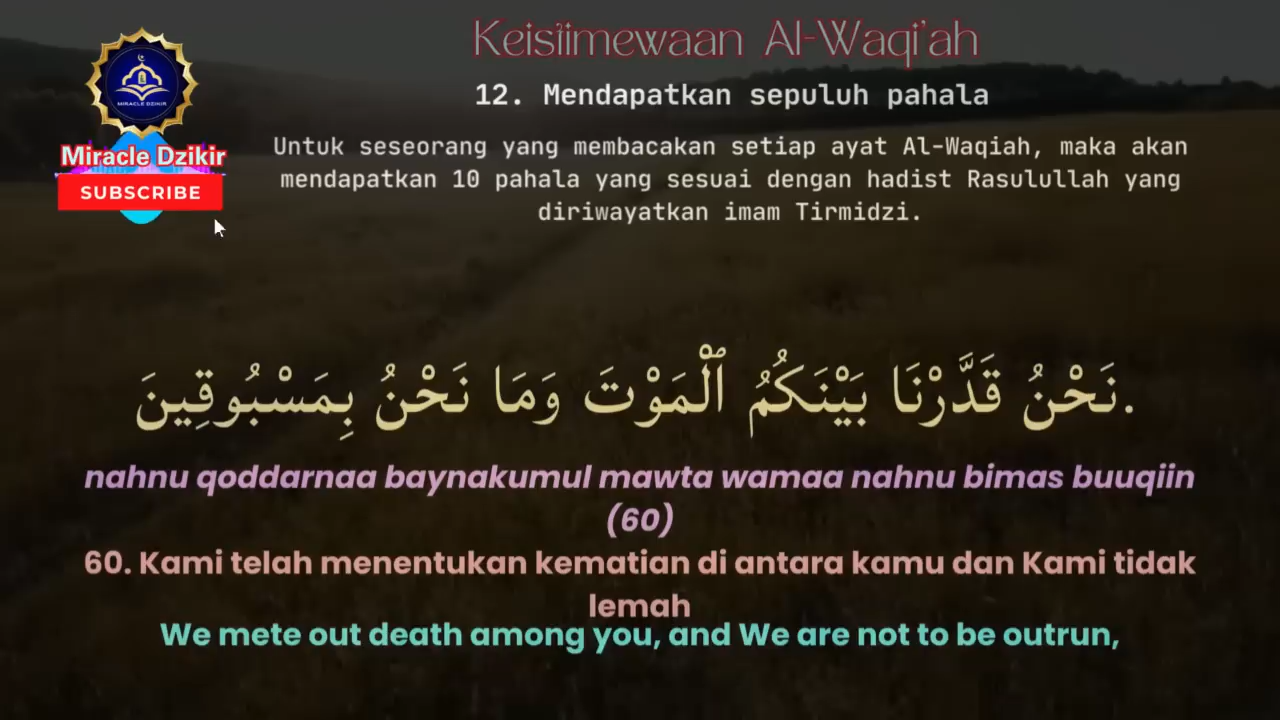 Keistimewaan Al-Waqi'ah
12. Mendapatkan sepuluh pahala
Untuk seseorang yang membacakan setiap ayat Al-Waqiah, maka akan
mendapatkan 10 pahala yang sesuai dengan hadist Rasulullah yang
diriwayatkan imam Tirmidzi.
MIRACLE DZIKIR
Miracle Dzikir
SUBSCRIBE
نَحْنُ قَدَّرْنَا بَيْنَكُمُ ٱلْمَوْتَ وَمَا نَحْنُ بِمَسْبُوقِينَ.
nahnu qoddarnaa baynakumul mawta wamaa nahnu bimas buuqiin
(60)
60. Kami telah menentukan kematian di antara kamu dan Kami tidak
lemah
We mete out death among you, and We are not to be outrun,